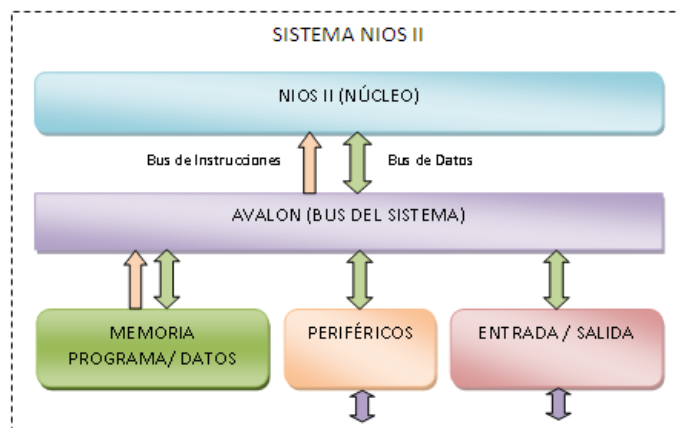 SISTEMA NIOS II
NIOS II (NÚCLEO)
Bus de Instrucciones
Bus de Datos
AVALON (BUS DEL SISTEMA)
MEMORIA
PROGRAMA/ DATOS
PERIFÉRICOS
ENTRADA / SALIDA